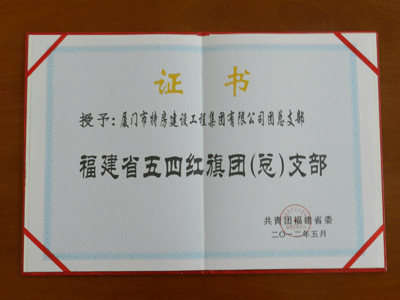 证书
授予：厦门市特房建设工程集团有限公司团总支部
福建省五四红旗团(总)支部
共青团福建省委
二〇一二年五月